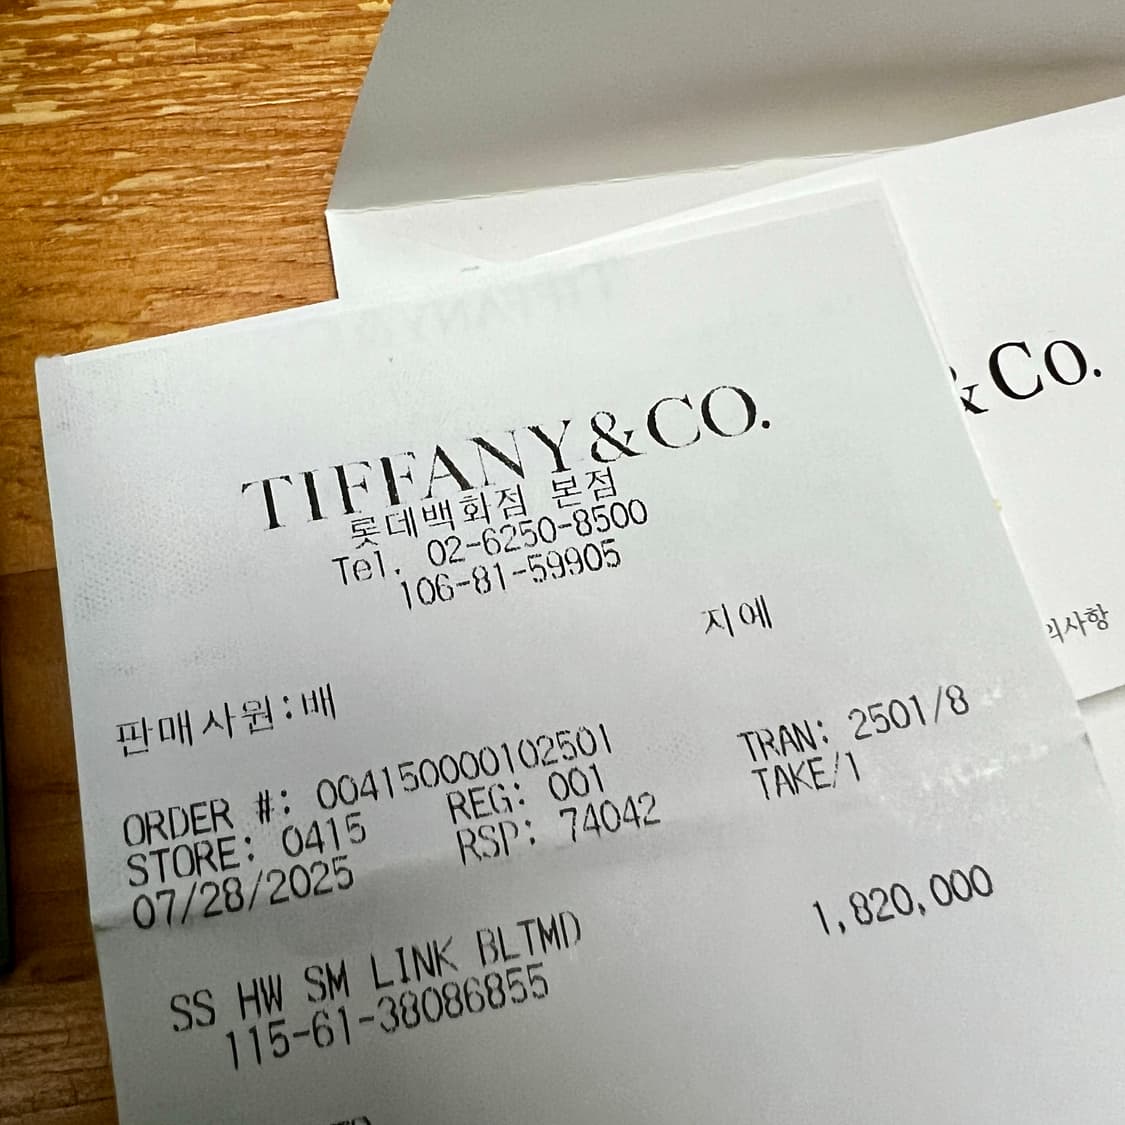 TIFFANY&CO.
롯데백화점 본점
Tel. 02-6250-8500
106-81-59905
지에
판매사원:배
ORDER #: 004150000102501 TRAN: 2501/8
STORE: 0415 REG: 001 TAKE/1
07/28/2025 RSP: 74042
SS HW SM LINK BLTMD 1,820,000
115-61-38086855
& CO.
의사항